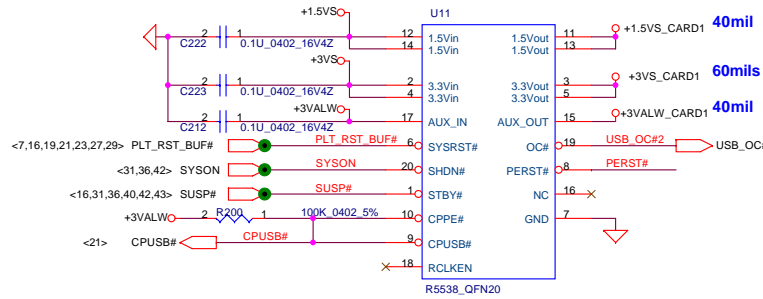 +1.5VS U11 40mil
2 1 12 1.5Vin 1.5Vout 11 +1.5VS_CARD1
C222 0.1U_0402_16V4Z 14 1.5Vin 1.5Vout 13
+3VS 60mils
2 1 2 3.3Vin 3.3Vout 3 +3VS_CARD1
C223 0.1U_0402_16V4Z 4 3.3Vin 3.3Vout 5
+3VALW 40mil
2 1 17 AUX_IN AUX_OUT 15 +3VALW_CARD1
C212 0.1U_0402_16V4Z
<7,16,19,21,23,27,29> PLT_RST_BUF# PLT_RST_BUF# 6 SYSRST# OC# 19 USB_OC#2 USB_OC#
<31,36,42> SYSON SYSON 20 SHDN# PERST# 8 PERST#
<16,31,36,40,42,43> SUSP# SUSP# 1 STBY# NC 16
+3VALW 2 R200 1 100K_0402_5% 10 CPPE# GND 7
<21> CPUSB# CPUSB# 9 CPUSB#
18 RCLKEN
R5538_QFN20